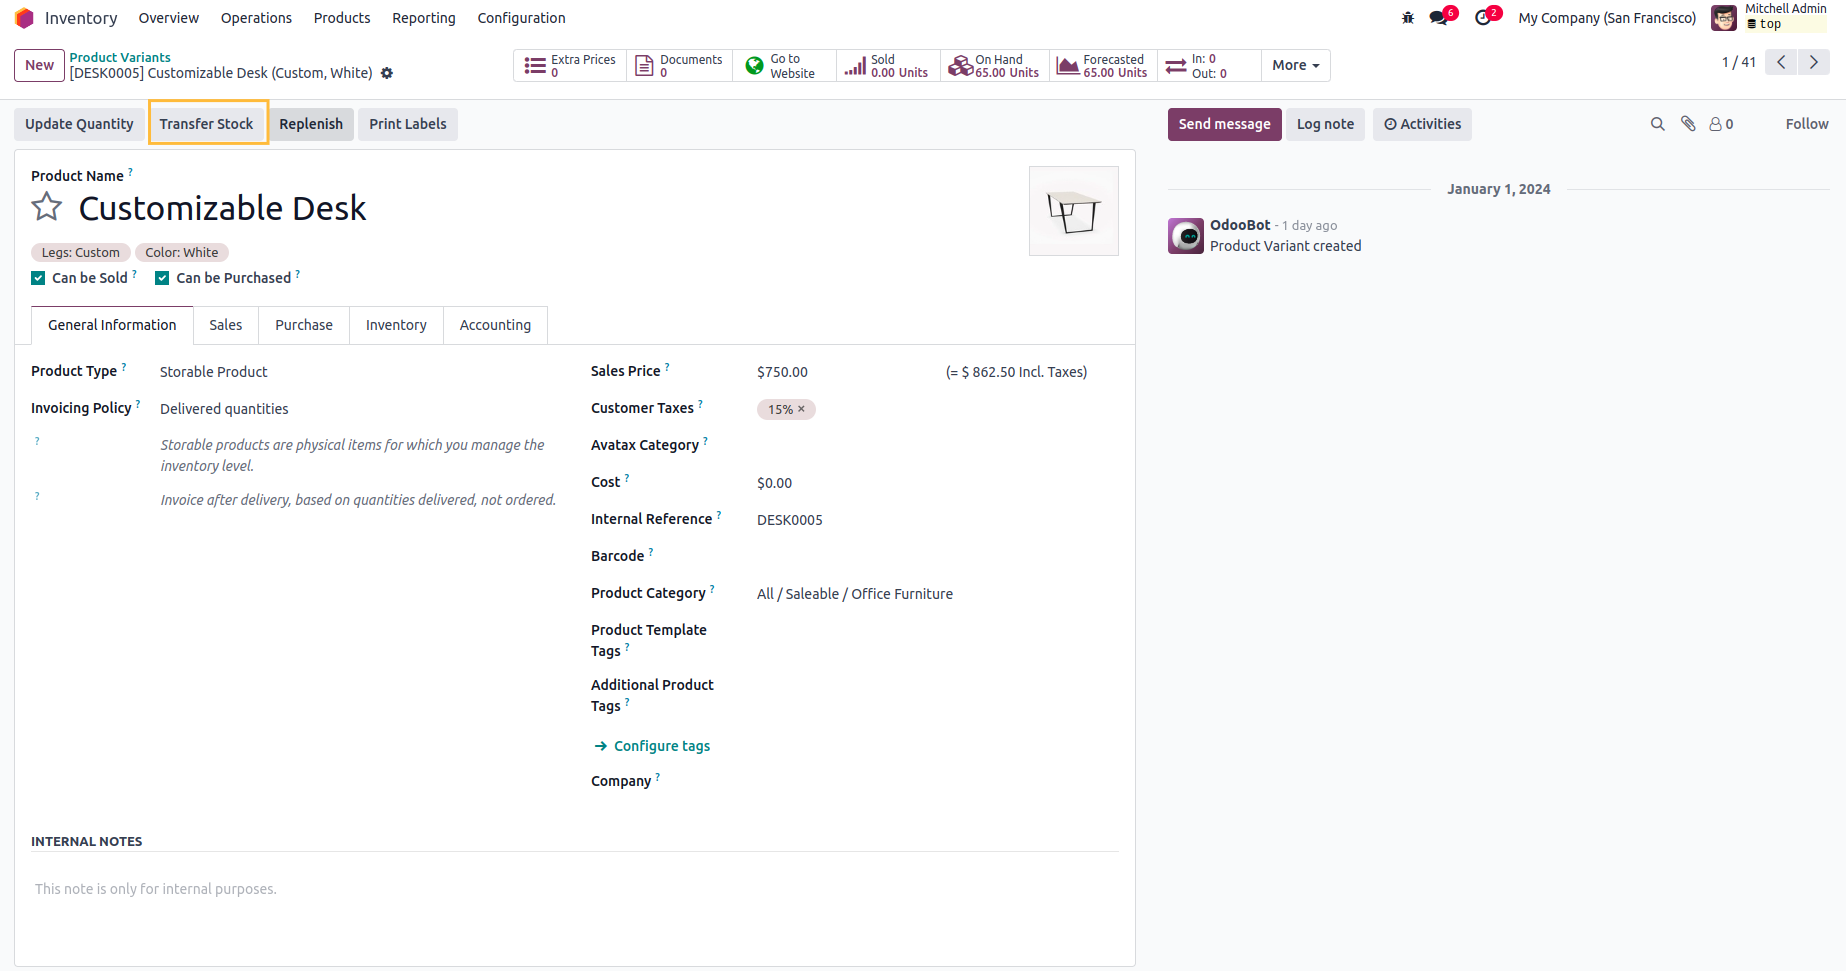 Inventory Overview Operations Products Reporting Configuration 6 2 My Company (San Francisco) Mitchell Admin
top
New Product Variants
[DESK0005] Customizable Desk (Custom, White)
Extra Prices
0
Documents
0
Go to
Website
Sold
0.00 Units
On Hand
65.00 Units
Forecasted
65.00 Units
In: 0
Out: 0
More
1 / 41
Update Quantity Transfer Stock Replenish Print Labels
Send message Log note Activities 0 Follow
Product Name ?
Customizable Desk
Legs: Custom Color: White
Can be Sold ? Can be Purchased ?
General Information Sales Purchase Inventory Accounting
Product Type ? Storable Product
Invoicing Policy ? Delivered quantities
? Storable products are physical items for which you manage the
inventory level.
? Invoice after delivery, based on quantities delivered, not ordered.
Sales Price ? $750.00 (= $ 862.50 Incl. Taxes)
Customer Taxes ? 15% ×
Avatax Category ?
Cost ? $0.00
Internal Reference ? DESK0005
Barcode ?
Product Category ? All / Saleable / Office Furniture
Product Template
Tags ?
Additional Product
Tags ?
→ Configure tags
Company ?
INTERNAL NOTES
This note is only for internal purposes.
January 1, 2024
OdooBot - 1 day ago
Product Variant created